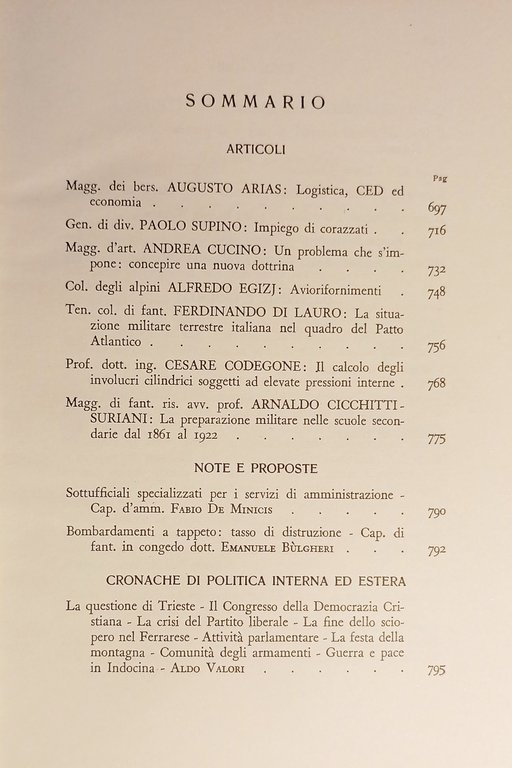 SOMMARIO
ARTICOLI
Pag
Magg. dei bers. AUGUSTO ARIAS: Logistica, CED ed
economia . . . . . . . . . . 697
Gen. di div. PAOLO SUPINO: Impiego di corazzati . . 716
Magg. d'art. ANDREA CUCINO: Un problema che s'im-
pone: concepire una nuova dottrina . . . . 732
Col. degli alpini ALFREDO EGIZJ: Aviorifornimenti . 748
Ten. col. di fant. FERDINANDO DI LAURO: La situa-
zione militare terrestre italiana nel quadro del Patto
Atlantico . . . . . . . . . . 756
Prof. dott. ing. CESARE CODEGONE: Il calcolo degli
involucri cilindrici soggetti ad elevate pressioni interne . 768
Magg. di fant. ris. avv. prof. ARNALDO CICCHITTI-
SURIANI: La preparazione militare nelle scuole secon-
darie dal 1861 al 1922 . . . . . . . 775
NOTE E PROPOSTE
Sottufficiali specializzati per i servizi di amministrazione -
Cap. d'amm. FABIO DE MINICIS . . . . . 790
Bombardamenti a tappeto: tasso di distruzione - Cap. di
fant. in congedo dott. EMANUELE BÙLGHERI . . . 792
CRONACHE DI POLITICA INTERNA ED ESTERA
La questione di Trieste - Il Congresso della Democrazia Cri-
stiana - La crisi del Partito liberale - La fine dello scio-
pero nel Ferrarese - Attività parlamentare - La festa della
montagna - Comunità degli armamenti - Guerra e pace
in Indocina - ALDO VALORI . . . . . . 795